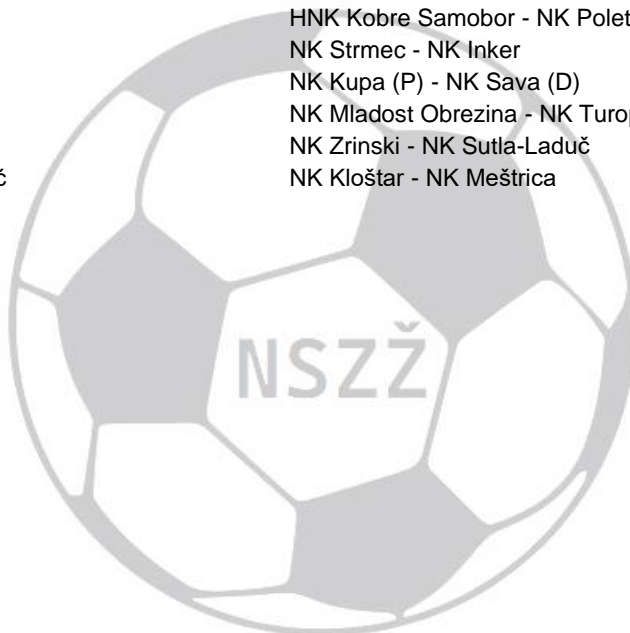 HNK Kobre Samobor - NK Polet
NK Strmec - NK Inker
NK Kupa (P) - NK Sava (D)
NK Mladost Obrezina - NK
NK Zrinski - NK Sutla-Laduč
NK Kloštar - NK Meštrica
NSZŽ